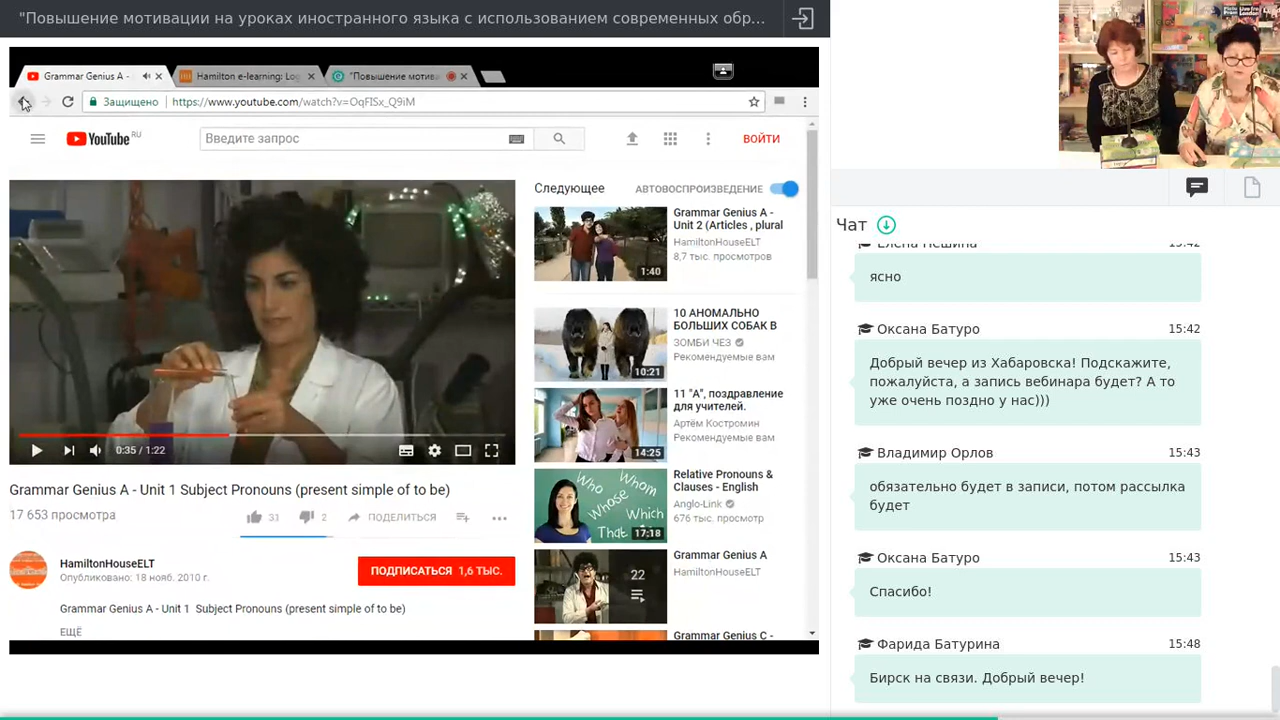 "Повышение мотивации на уроках иностранного языка с использованием современных обр...
Grammar Genius A -
Hamilton e-learning: Lo
"Повышение мотив
Защищено
https://www.youtube.com/watch?v=OqFISx_Q9iM
YouTube RU
Введите запрос
ВОЙТИ
0:35 / 1:22
Grammar Genius A - Unit 1 Subject Pronouns (present simple of to be)
17 653 просмотра
31
2
ПОДЕЛИТЬСЯ
HamiltonHouseELT
Опубликовано: 18 нояб. 2010 г.
ПОДПИСАТЬСЯ 1,6 ТЫС.
Grammar Genius A - Unit 1 Subject Pronouns (present simple of to be)
ЕЩЁ
Следующее
АВТОВОСПРОИЗВЕДЕНИЕ
1:40
Grammar Genius A -
Unit 2 (Articles , plural
HamiltonHouseELT
8,7 тыс. просмотров
10:21
10 АНОМАЛЬНО
БОЛЬШИХ СОБАК В
ЗОМБИ ЧЕЗ
Рекомендуемые вам
14:25
11 "А", поздравление
для учителей.
Артём Костромин
Рекомендуемые вам
Who
Whom
Whose
Which
That
17:18
Relative Pronouns &
Clauses - English
Anglo-Link
676 тыс. просмотр
22
Grammar Genius A
HamiltonHouseELT
Grammar Genius C -
Чат
Елена Лешина
15:42
ясно
Оксана Батуро
15:42
Добрый вечер из Хабаровска! Подскажите,
пожалуйста, а запись вебинара будет? А то
уже очень поздно у нас)))
Владимир Орлов
15:43
обязательно будет в записи, потом рассылка
будет
Оксана Батуро
15:43
Спасибо!
Фарида Батурина
15:48
Бирск на связи. Добрый вечер!